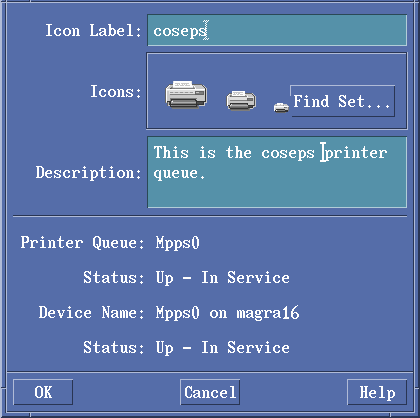 Icon Label: coseps
Icons: Find Set...
Description: This is the coseps printer
queue.
Printer Queue: Mpps0
Status: Up - In Service
Device Name: Mpps0 on magra16
Status: Up - In Service
OK Cancel Help